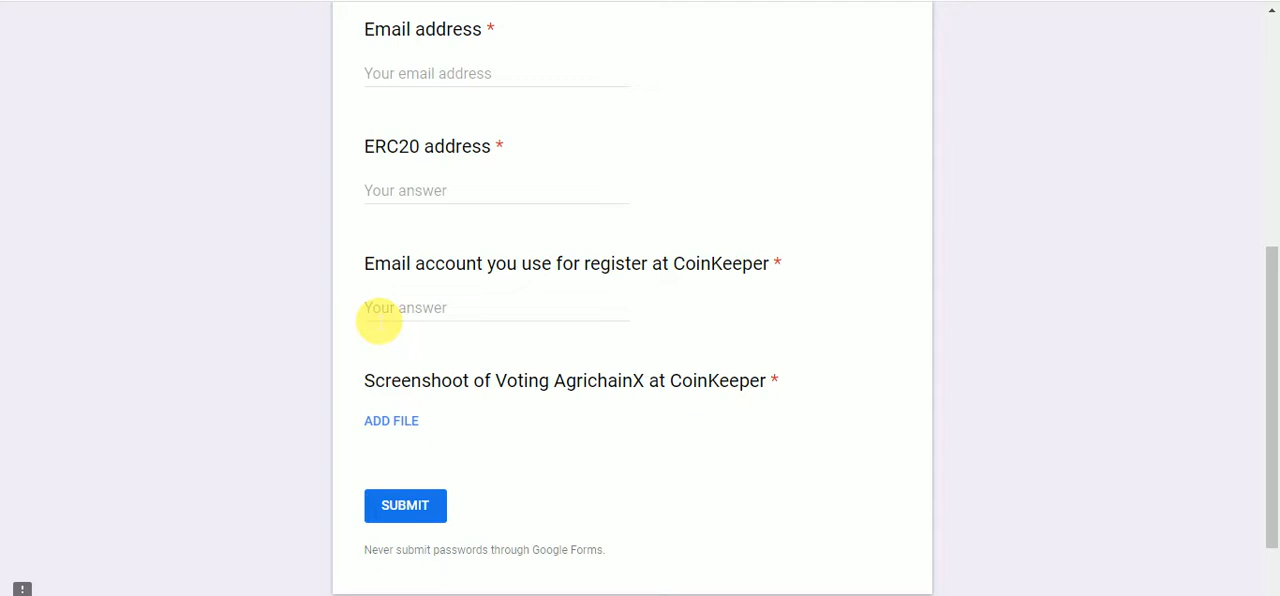 Email address *
Your email address
ERC20 address *
Your answer
Email account you use for register at CoinKeeper *
Your answer
Screenshoot of Voting AgrichainX at CoinKeeper *
ADD FILE
SUBMIT
Never submit passwords through Google Forms.
!